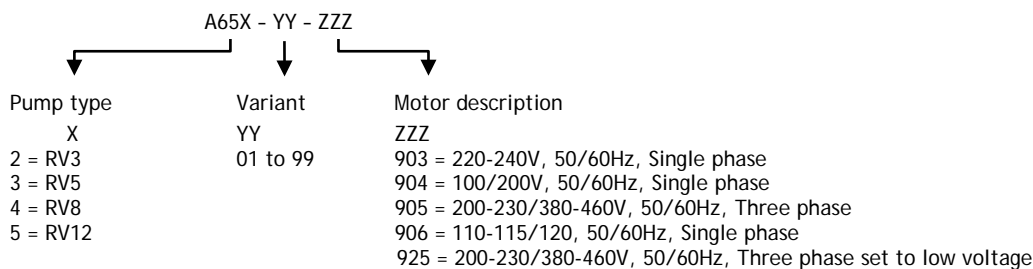 A65X - YY - ZZZ
Pump type Variant Motor description
X YY ZZZ
2 = RV3 01 to 99 903 = 220-240V, 50/60Hz, Single phase
3 = RV5 904 = 100/200V, 50/60Hz, Single phase
4 = RV8 905 = 200-230/380-460V, 50/60Hz, Three phase
5 = RV12 906 = 110-115/120, 50/60Hz, Single phase
925 = 200-230/380-460V, 50/60Hz, Three phase set to low voltage